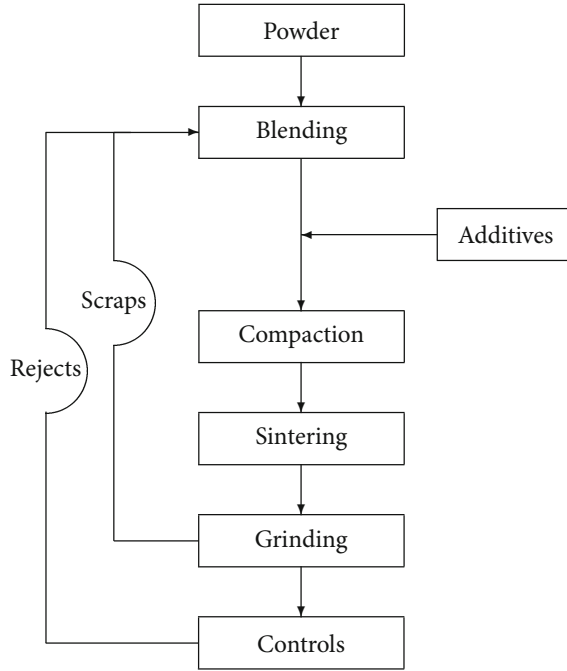 Powder
Blending
Additives
Scraps
Compaction
Rejects
Sintering
Grinding
Controls